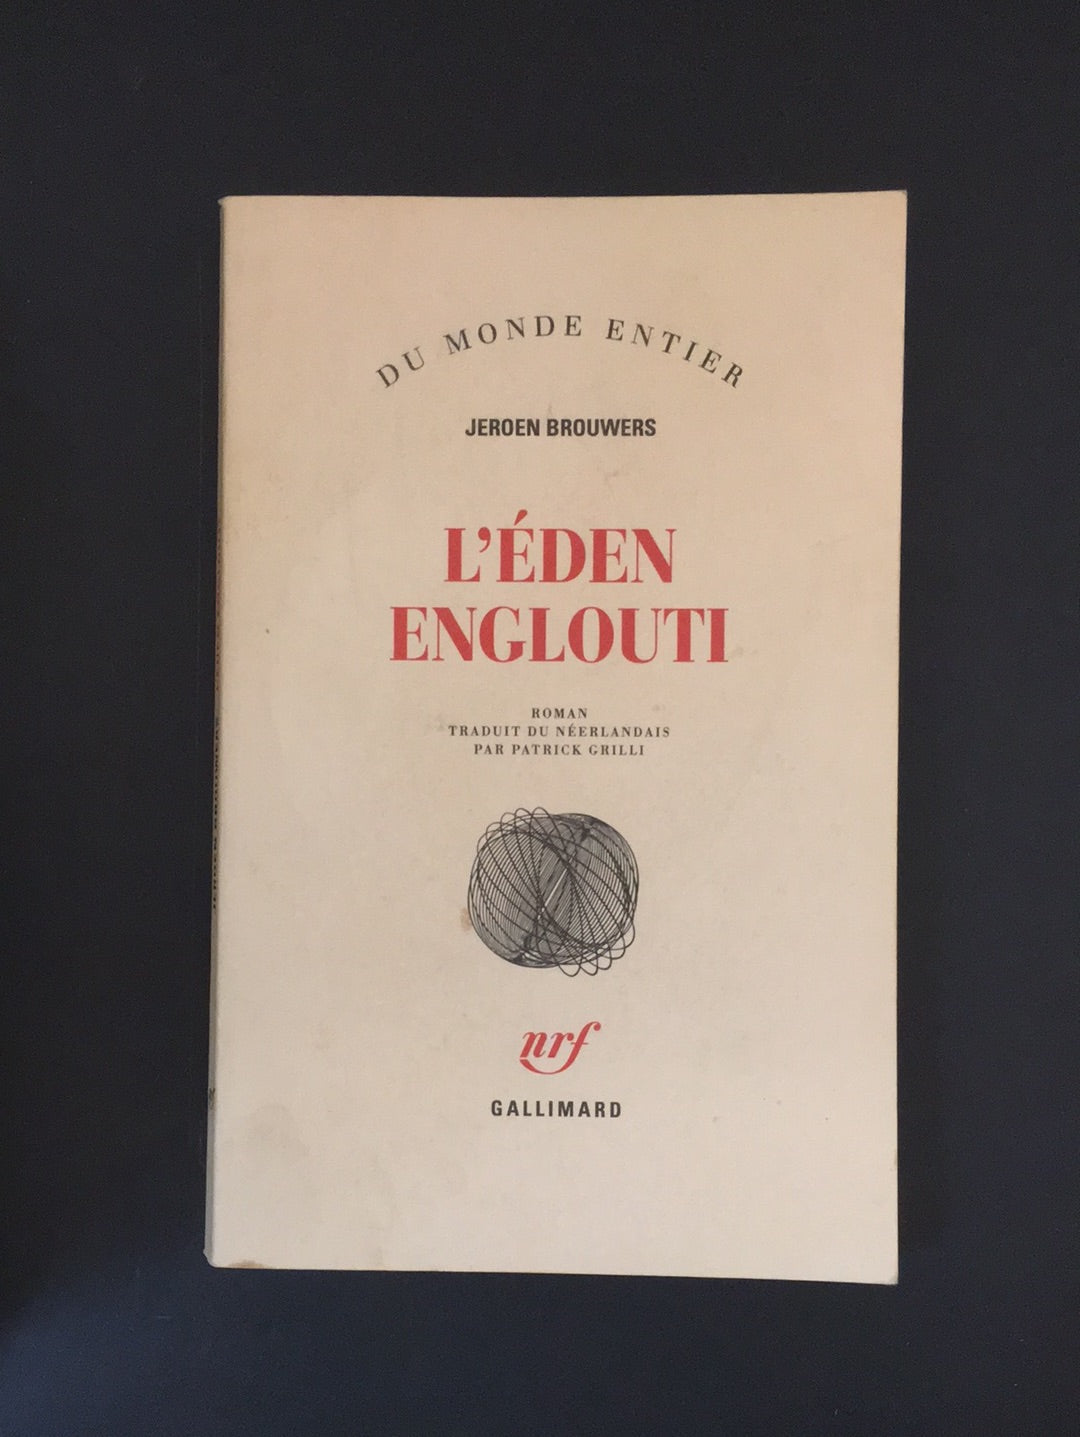 DU MONDE ENTIER
JEROEN BROUWERS
L'ÉDEN
ENGLOUTI
ROMAN
TRADUIT DU NÉERLANDAIS
PAR PATRICK GRILLI
nrf
GALLIMARD